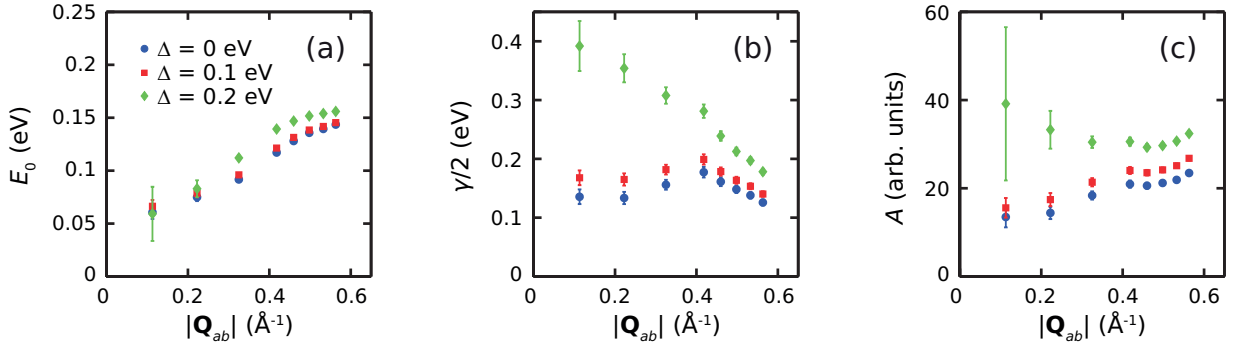 (a)
Δ = 0 eV
Δ = 0.1 eV
Δ = 0.2 eV
E₀ (eV)
0.25
0.2
0.15
0.1
0.05
0
0
0.2
0.4
0.6
|Q_ab| (Å⁻¹)
(b)
γ/2 (eV)
0.4
0.3
0.2
0.1
0
0
0.2
0.4
0.6
|Q_ab| (Å⁻¹)
(c)
A (arb. units)
60
40
20
0
0
0.2
0.4
0.6
|Q_ab| (Å⁻¹)